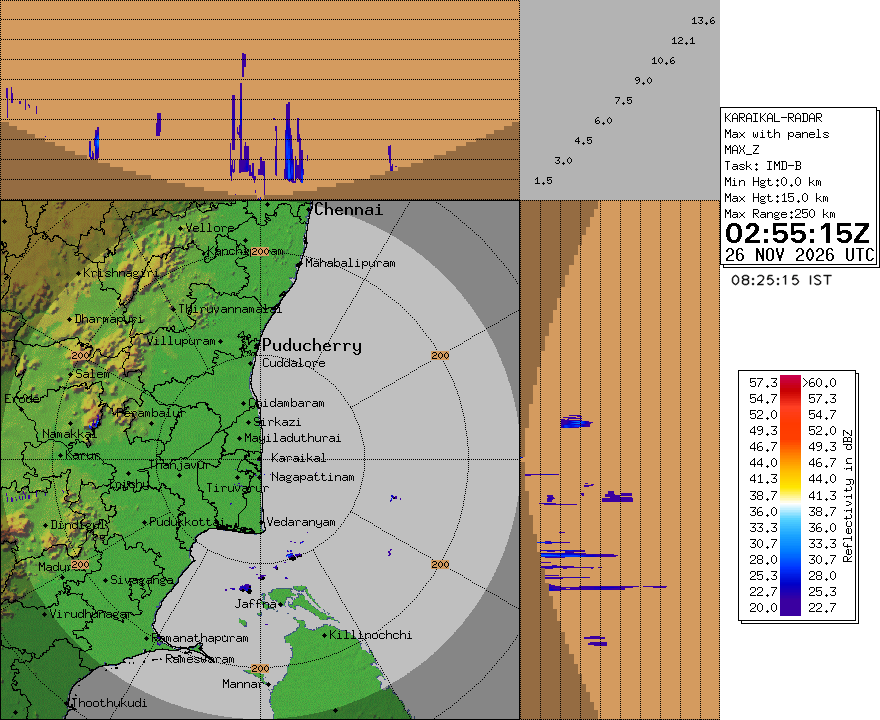 13.6
12.1
10.6
9.0
7.5
6.0
4.5
3.0
1.5
KARAIKAL-RADAR
Max with panels
MAX_Z
Task: IMD-B
Min Hgt:0.0 km
Max Hgt:15.0 km
Max Range:250 km
02:55:15Z
26 NOV 2026 UTC
08:25:15 IST
Chennai
Vellore
200
Mahabalipuram
Krishnagiri
Thiruvannamalai
Dharmapuri
Villupuram
Puducherry
200
200
Cuddalore
Salem
Chidambaram
Perambalur
Sirkazi
Namakkal
Mayiladuthurai
Karur
Karaikal
Thanjavur
Nagapattinam
Tiruvarur
Dindigul
Pudukkottai
Vedaranyam
200
200
Sivaganga
Jaffna
Virudhunagar
Ramanathapuram
Killinochchi
Rameswaram
200
Mannar
Thoothukudi
57.3 >60.0
54.7 57.3
52.0 54.7
49.3 52.0
46.7 49.3
44.0 46.7
41.3 44.0
38.7 41.3
36.0 38.7
33.3 36.0
30.7 33.3
28.0 30.7
25.3 28.0
22.7 25.3
20.0 22.7
Reflectivity in dBZ